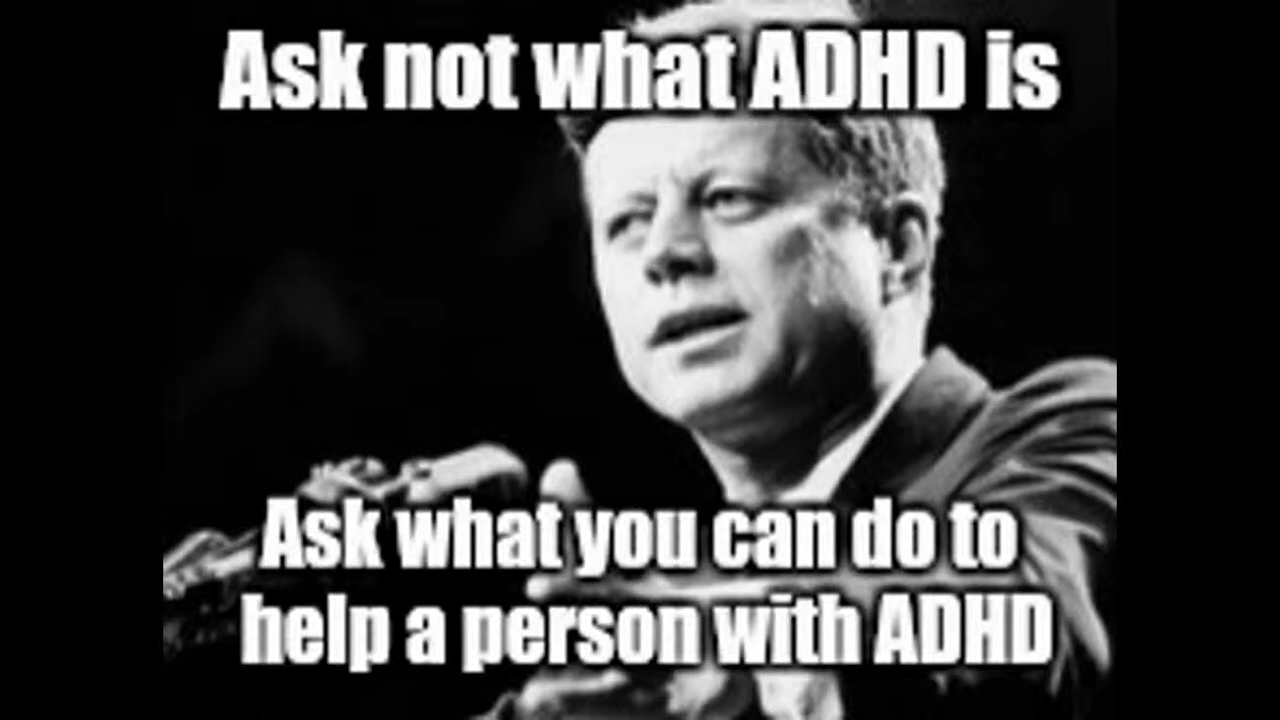 Ask not what ADHD is
Ask what you can do to
help a person with ADHD